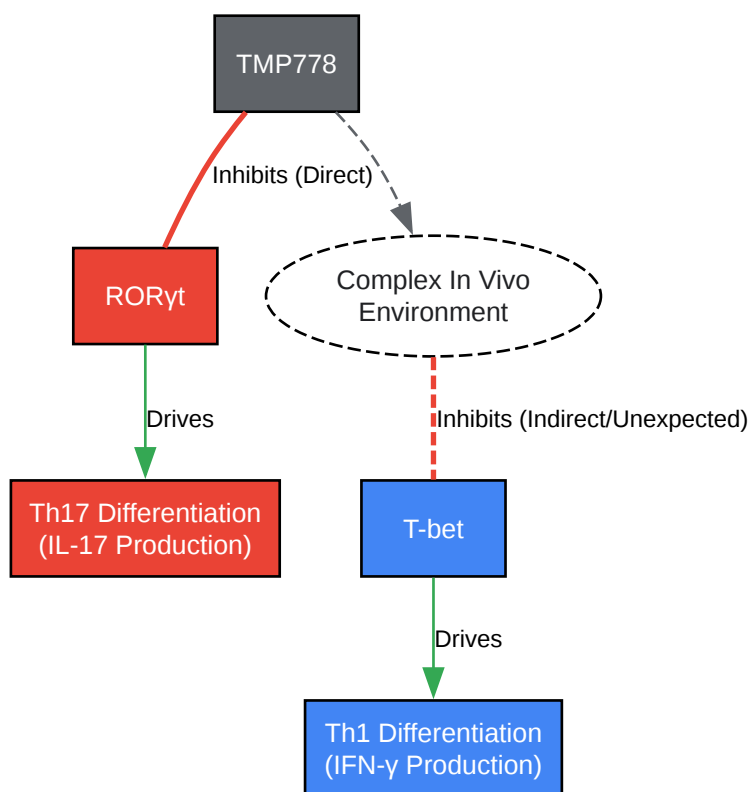 TMP778
Inhibits (Direct)
RORγt
Complex In Vivo
Environment
Drives
Inhibits (Indirect/Unexpected)
Th17 Differentiation
(IL-17 Production)
T-bet
Drives
Th1 Differentiation
(IFN-γ Production)